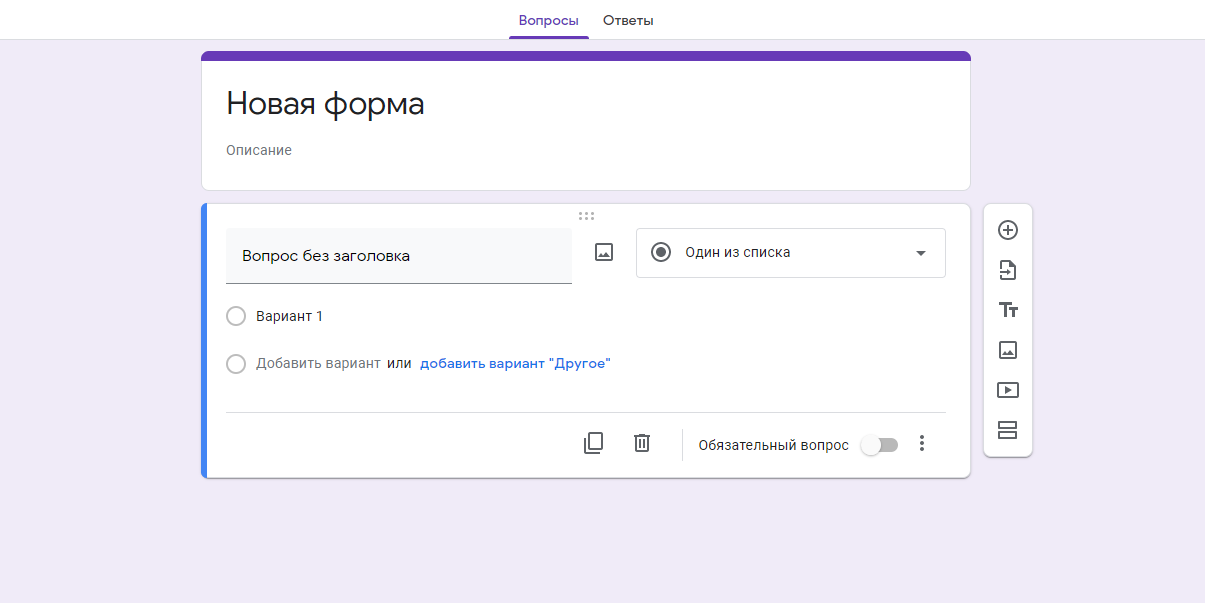 Вопросы Ответы
Новая форма
Описание
Вопрос без заголовка
Один из списка
Вариант 1
Добавить вариант или добавить вариант "Другое"
Обязательный вопрос